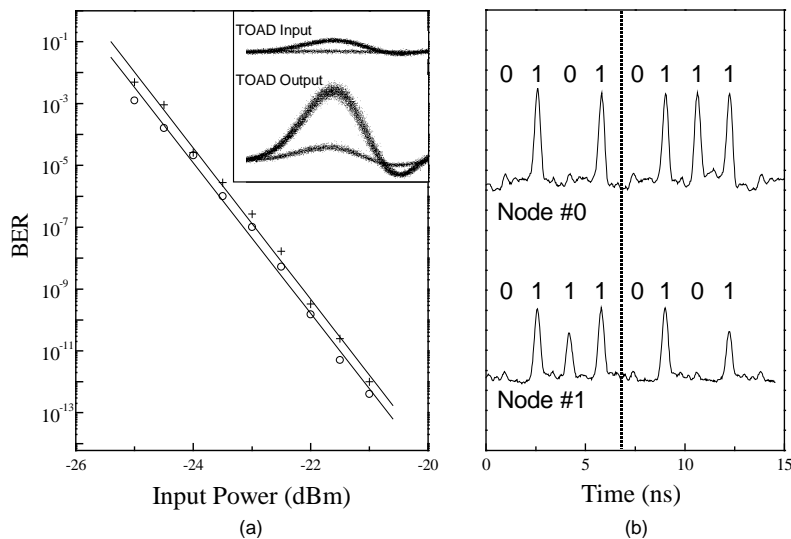 TOAD Input
TOAD Output
10-1
10-3
10-5
10-7
10-9
10-11
10-13
BER
-26
-24
-22
-20
Input Power (dBm)
(a)
0 1 0 1 0 1 1 1
Node #0
0 1 1 1 0 1 0 1
Node #1
0
5
10
15
Time (ns)
(b)